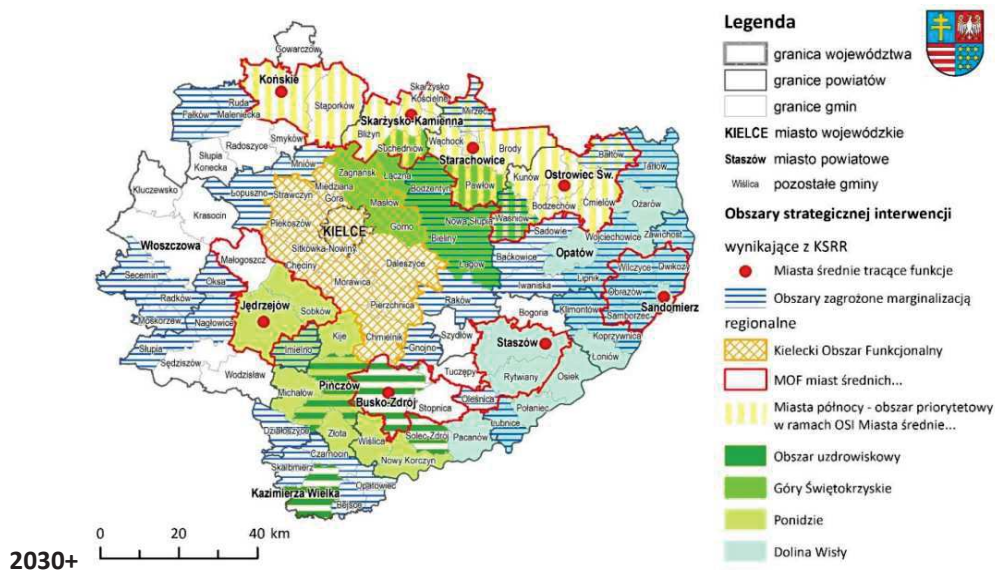 Gowarczów
Końskie
Ruda
Maleniecka
Fałków
Stąporków
Skarżysko
Kościelne
Skarżysko-Kamienna
Mirzec
Radoszyce
Smyków
Bliżyn
Suchedniów
Wąchock
Starachowice
Brody
Słupia
Konecka
Mniów
Zagnańsk
Łączna
Bodzentyn
Pawłów
Kunów
Bałtów
Tarłów
Ostrowiec Św.
Kluczewsko
Łopuszno
Strawczyn
Miedziana
Góra
Masłów
Bodzechów
Ćmielów
Ożarów
Krasocin
Piekoszów
KIELCE
Górno
Nowa Słupia
Waśniów
Sadowie
Wojciechowice
Zawichost
Włoszczowa
Małogoszcz
Sitkówka-Nowiny
Chęciny
Daleszyce
Bieliny
Łagów
Baćkowice
Opatów
Lipnik
Wilczyce
Dwikozy
Secemin
Oksa
Morawica
Iwaniska
Obrazów
Radków
Jędrzejów
Sobków
Pierzchnica
Raków
Bogoria
Klimontów
Samborzec
Sandomierz
Moskorzew
Nagłowice
Kije
Chmielnik
Szydłów
Staszów
Koprzywnica
Słupia
Imielno
Gnojno
Łoniów
Sędziszów
Wodzisław
Tuczępy
Rytwiany
Osiek
Michałów
Pińczów
Busko-Zdrój
Stopnica
Oleśnica
Połaniec
Działoszyce
Złota
Wiślica
Solec-Zdrój
Pacanów
Łubnice
Czarnocin
Nowy Korczyn
Skalbmierz
Kazimierza Wielka
Opatowiec
Bejsce
0 20 40 km
2030+
Legenda
granica województwa
granice powiatów
granice gmin
KIELCE miasto wojewódzkie
Staszów miasto powiatowe
Wiślica pozostałe gminy
Obszary strategicznej interwencji
wynikające z KSRR
Miasta średnie tracące funkcje
Obszary zagrożone marginalizacją
regionalne
Kielecki Obszar Funkcjonalny
MOF miast średnich...
Miasta północy - obszar priorytetowy
w ramach OSI Miasta średnie...
Obszar uzdrowiskowy
Góry Świętokrzyskie
Ponidzie
Dolina Wisły